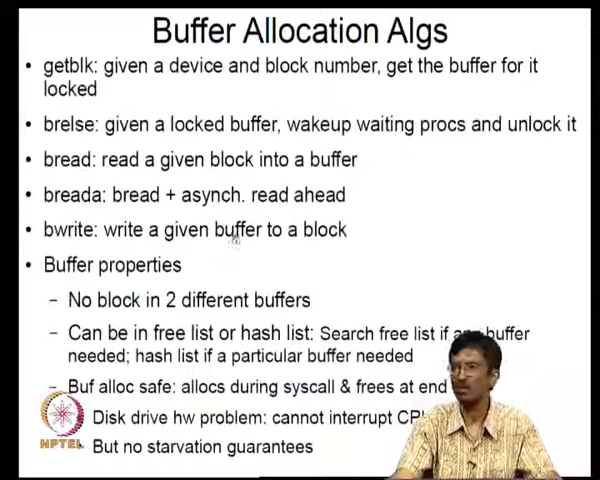 Buffer Allocation Algs
• getblk: given a device and block number, get the buffer for it
locked
• brelse: given a locked buffer, wakeup waiting procs and unlock it
• bread: read a given block into a buffer
• breada: bread + asynch. read ahead
• bwrite: write a given buffer to a block
• Buffer properties
– No block in 2 different buffers
– Can be in free list or hash list: Search free list if any buffer
needed; hash list if a particular buffer needed
– Buf alloc safe: allocs during syscall & frees at end
Disk drive hw problem: cannot interrupt
But no starvation guarantees
NPTEL